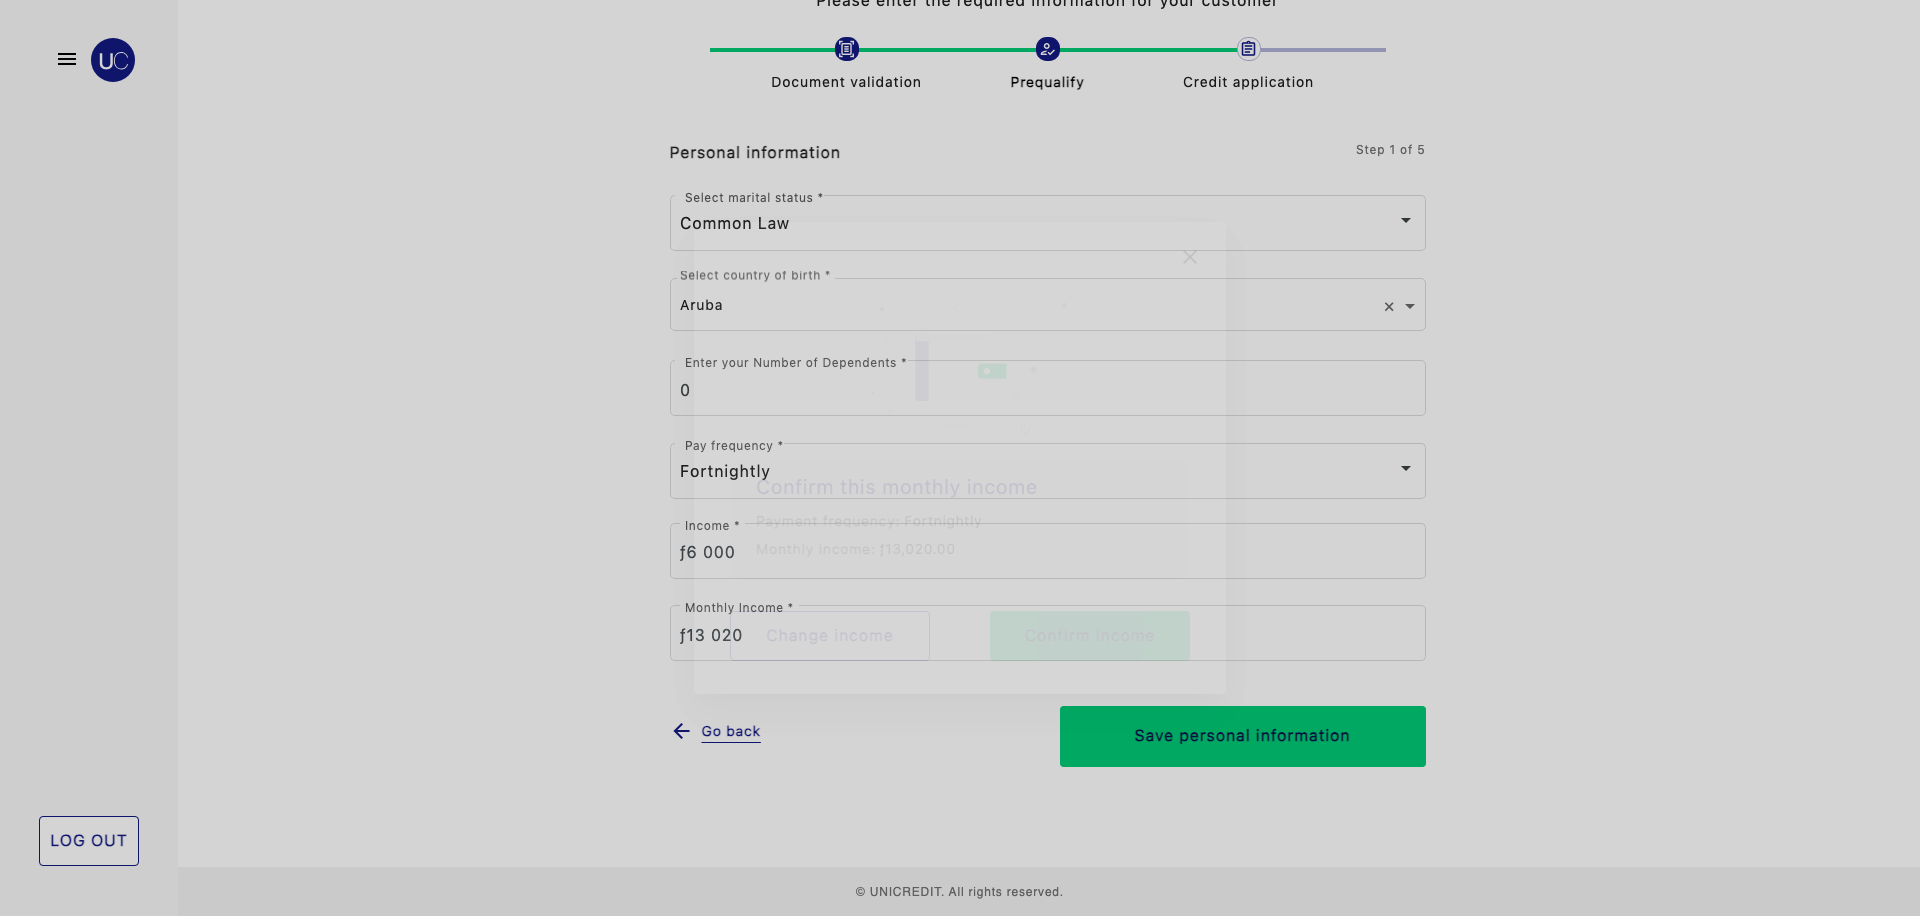 Please enter the required information for your customer
UC
Document validation
Prequalify
Credit application
Personal information
Step 1 of 5
Select marital status *
Common Law
Select country of birth *
Aruba
Enter your Number of Dependents *
0
Pay frequency *
Fortnightly
Confirm this monthly income
Payment frequency: Fortnightly
Income *
ƒ6 000
Monthly Income: ƒ13,020.00
Monthly Income *
ƒ13 020
Change income
Confirm income
Go back
Save personal information
LOG OUT
© UNICREDIT. All rights reserved.